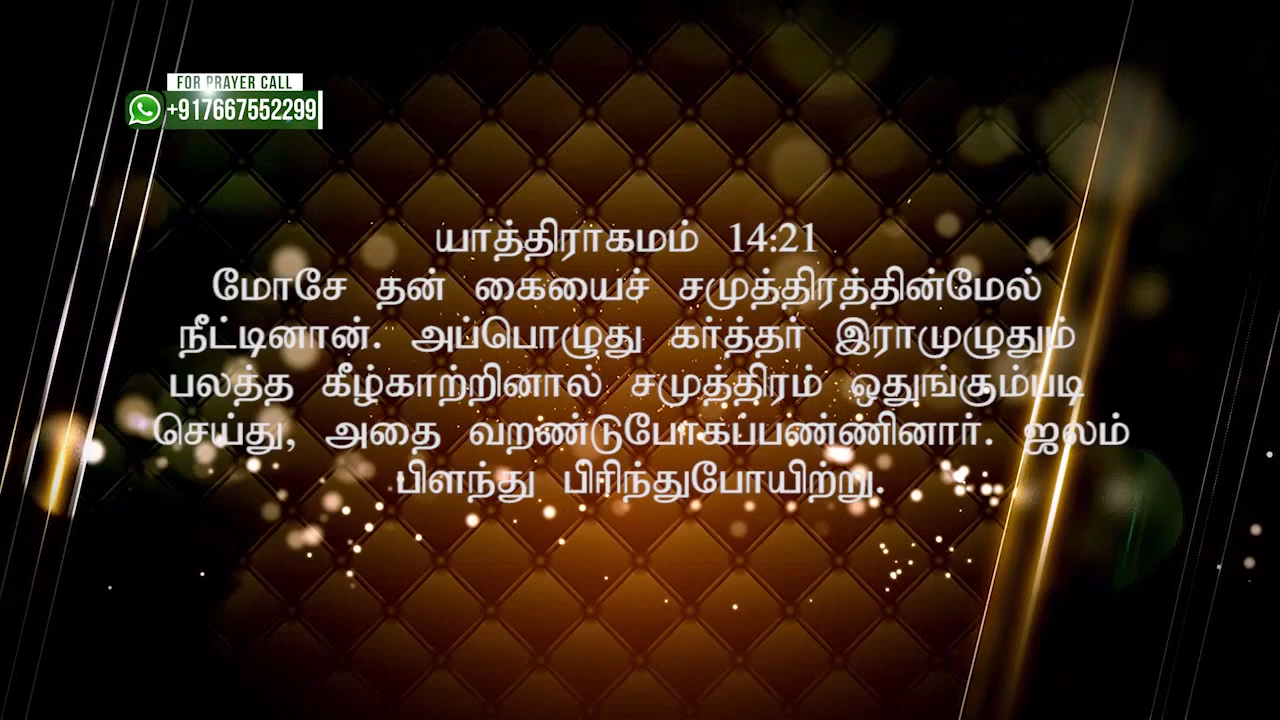 FOR PRAYER CALL
+917667552299
யாத்திராகமம் 14:21
மோசே தன் கையைச் சமுத்திரத்தின்மேல்
நீட்டினான். அப்பொழுது கர்த்தர் இராமுழுதும்
பலத்த கீழ்காற்றினால் சமுத்திரம் ஒதுங்கும்படி
செய்து, அதை வறண்டுபோகப்பண்ணினார். ஜலம்
பிளந்து பிரிந்துபோயிற்று.